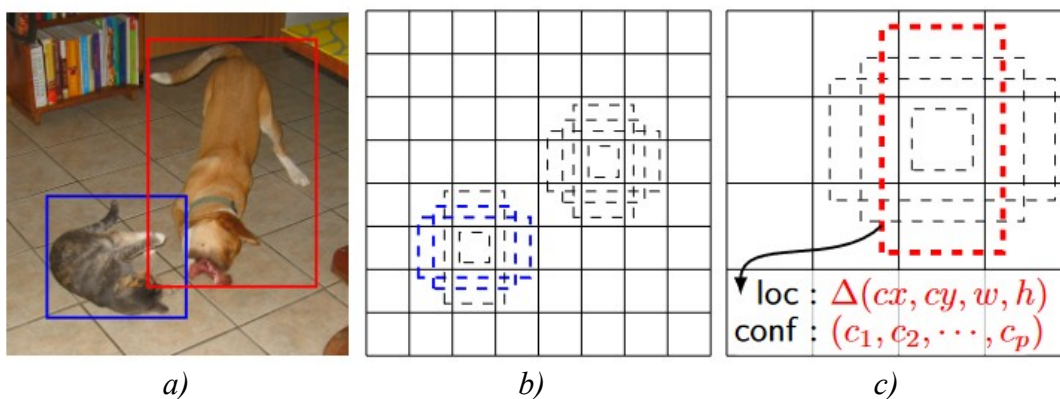 loc : Δ(cx, cy, w, h)
conf : (c₁, c₂, ⋯, cₚ)
a) b) c)